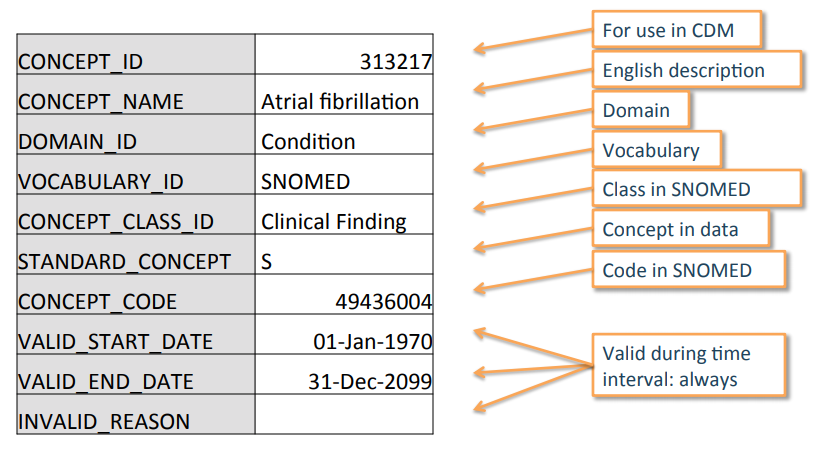 CONCEPT_ID 313217
CONCEPT_NAME Atrial fibrillation
DOMAIN_ID Condition
VOCABULARY_ID SNOMED
CONCEPT_CLASS_ID Clinical Finding
STANDARD_CONCEPT S
CONCEPT_CODE 49436004
VALID_START_DATE 01-Jan-1970
VALID_END_DATE 31-Dec-2099
INVALID_REASON
For use in CDM
English description
Domain
Vocabulary
Class in SNOMED
Concept in data
Code in SNOMED
Valid during time
interval: always